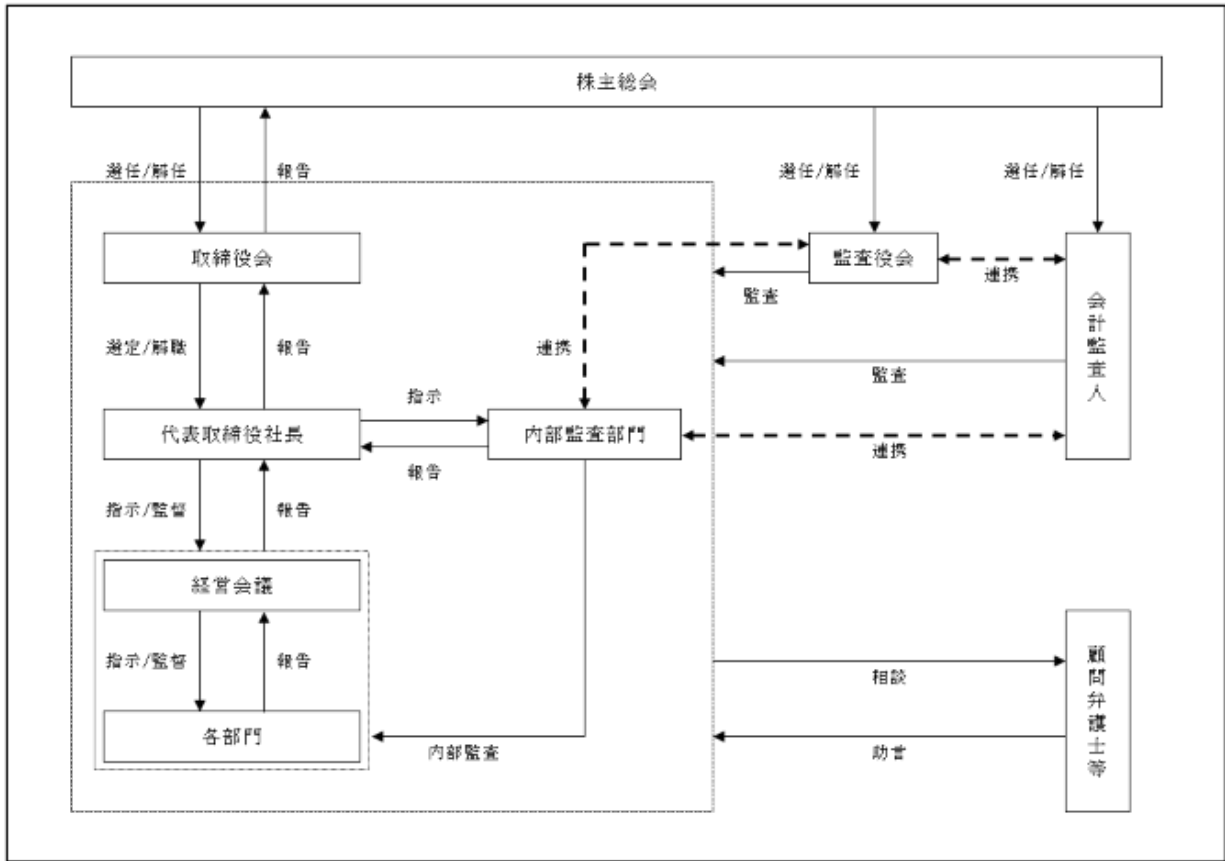 株主総会
選任/解任
報告
選任/解任
選任/解任
取締役会
監査役会
連携
会計監査人
監査
選定/解職
報告
連携
監査
指示
代表取締役社長
内部監査部門
報告
連携
指示/監督
報告
経営会議
指示/監督
報告
相談
顧問弁護士等
各部門
内部監査
助言